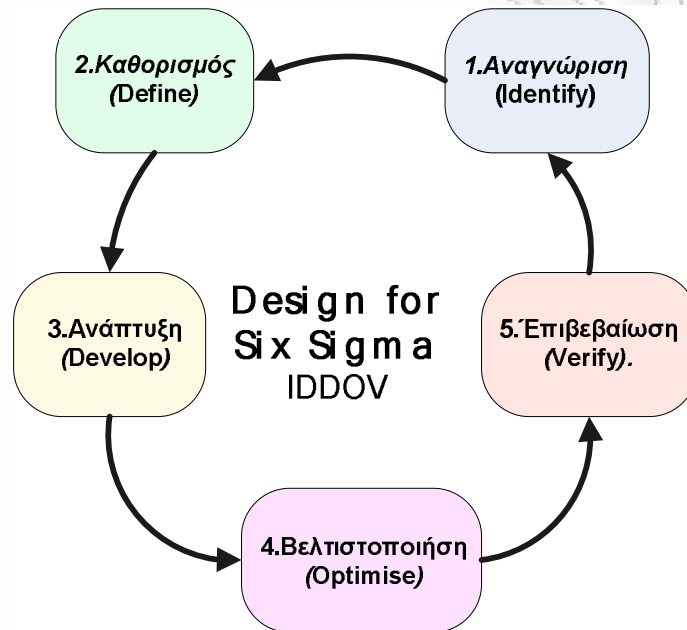 1.Αναγνώριση
(Identify)
2.Καθορισμός
(Define)
3.Ανάπτυξη
(Develop)
4.Βελτιστοποιήση
(Optimise)
5.Έπιβεβαίωση
(Verify).
Design for
Six Sigma
IDDOV